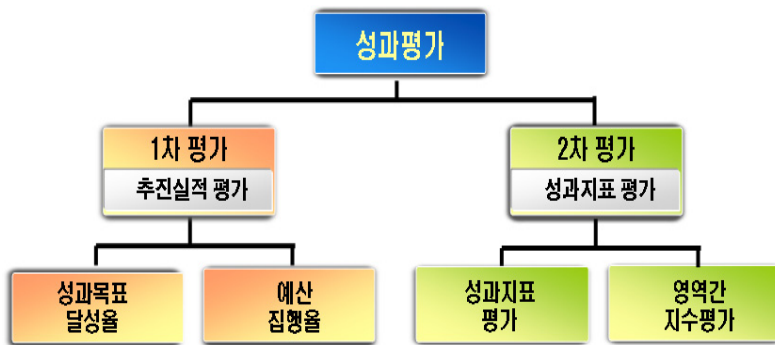 성과평가
1차 평가
추진실적 평가
2차 평가
성과지표 평가
성과목표
달성율
예산
집행율
성과지표
평가
영역간
지수평가